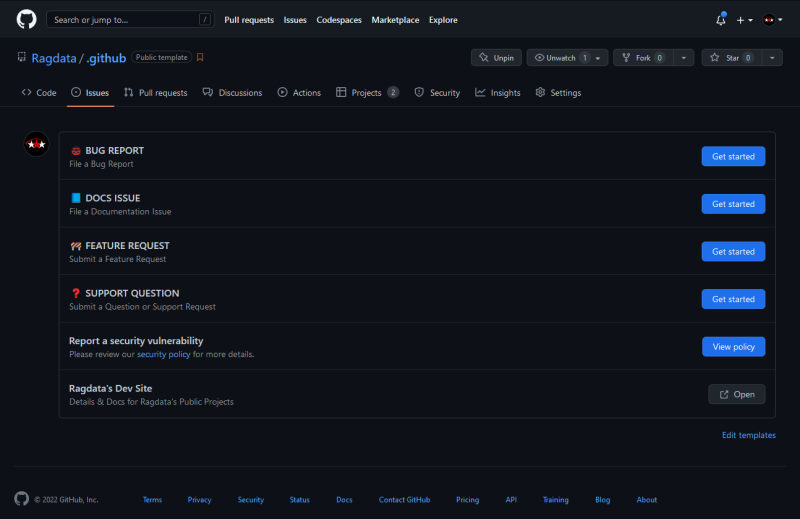 Search or jump to... /
Pull requests Issues Codespaces Marketplace Explore
Ragdata / .github Public template
Unpin Unwatch 1 Fork 0 Star 0
Code Issues Pull requests Discussions Actions Projects 2 Security Insights Settings
BUG REPORT
File a Bug Report
Get started
DOCS ISSUE
File a Documentation Issue
Get started
FEATURE REQUEST
Submit a Feature Request
Get started
❓ SUPPORT QUESTION
Submit a Question or Support Request
Get started
Report a security vulnerability
Please review our security policy for more details.
View policy
Ragdata's Dev Site
Details & Docs for Ragdata's Public Projects
Open
Edit templates
© 2022 GitHub, Inc. Terms Privacy Security Status Docs Contact GitHub Pricing API Training Blog About